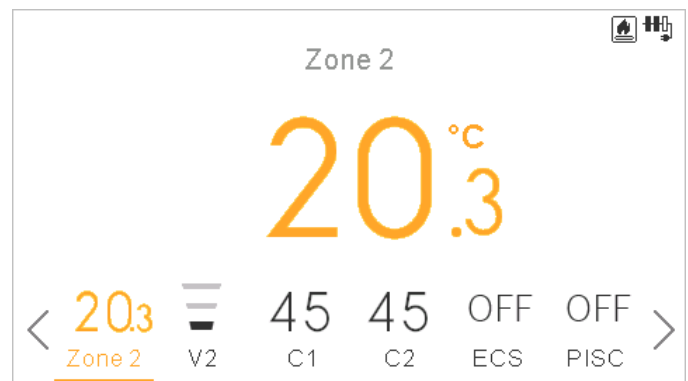 Zone 2
20.3 °C
20.3 45 45 OFF OFF
Zone 2 V2 C1 C2 ECS PISC